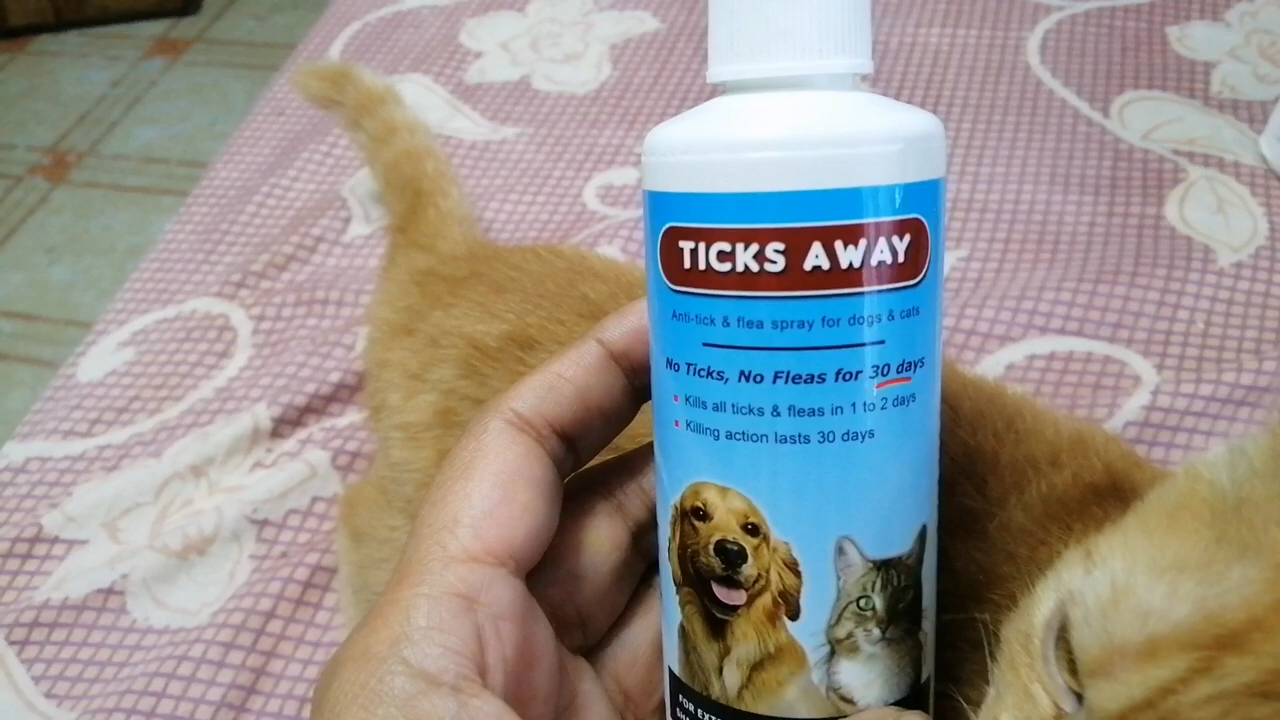 TICKS AWAY
Anti-tick & flea spray for dogs & cats
No Ticks, No Fleas for 30 days
Kills all ticks & fleas in 1 to 2 days
Killing action lasts 30 days
FOR